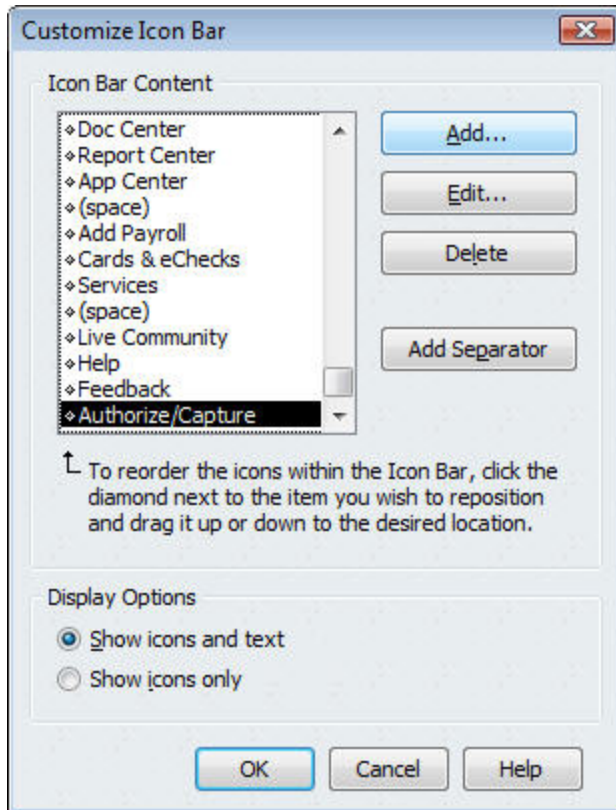 Customize Icon Bar
Icon Bar Content
Doc Center
Report Center
App Center
(space)
Add Payroll
Cards & eChecks
Services
(space)
Live Community
Help
Feedback
Authorize/Capture
Add...
Edit...
Delete
Add Separator
To reorder the icons within the Icon Bar, click the
diamond next to the item you wish to reposition
and drag it up or down to the desired location.
Display Options
Show icons and text
Show icons only
OK
Cancel
Help